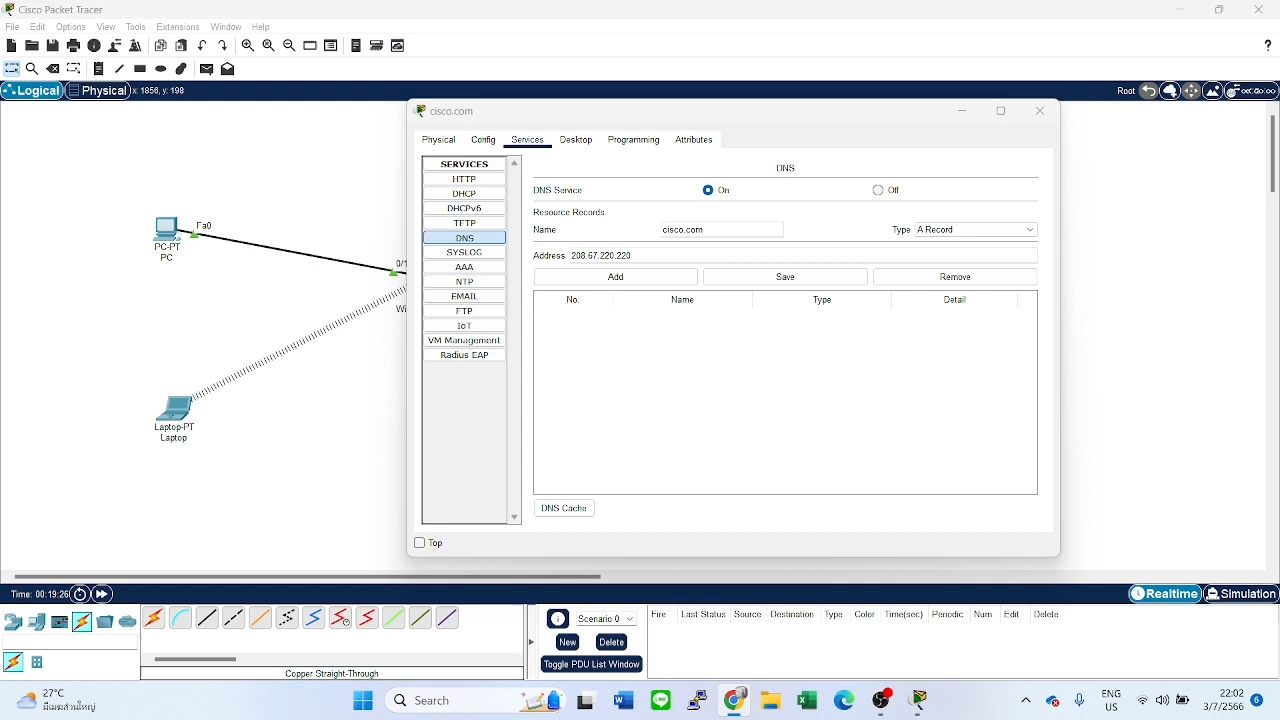 Cisco Packet Tracer
File Edit Options View Tools Extensions Window Help
?
Logical Physical x: 1856, y: 198 Root
cisco.com
Physical Config Services Desktop Programming Attributes
SERVICES
HTTP
DHCP
DHCPv6
TFTP
DNS
SYSLOG
AAA
NTP
EMAIL
FTP
IoT
VM Management
Radius EAP
DNS
DNS Service On Off
Resource Records
Name cisco.com Type A Record
Address 208.67.220.220
Add Save Remove
No. Name Type Detail
DNS Cache
Top
Fa0
PC-PT
PC
0/1
Wi
Laptop-PT
Laptop
Time: 00:19:26 Realtime Simulation
Scenario 0
New Delete
Toggle PDU List Window
Fire Last Status Source Destination Type Color Time(sec) Periodic Num Edit Delete
Copper Straight-Through
27°C
Search
ENG
US
22:02
3/7/2566
6